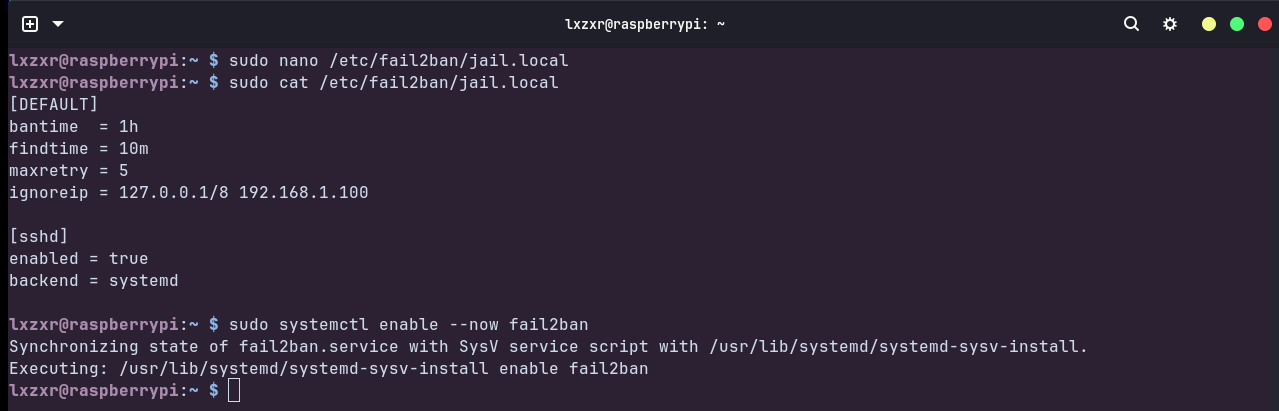 lxzxr@raspberrypi: ~
lxzxr@raspberrypi:~ $ sudo nano /etc/fail2ban/jail.local
lxzxr@raspberrypi:~ $ sudo cat /etc/fail2ban/jail.local
[DEFAULT]
bantime  = 1h
findtime = 10m
maxretry = 5
ignoreip = 127.0.0.1/8 192.168.1.100

[sshd]
enabled = true
backend = systemd

lxzxr@raspberrypi:~ $ sudo systemctl enable --now fail2ban
Synchronizing state of fail2ban.service with SysV service script with /usr/lib/systemd/systemd-sysv-install.
Executing: /usr/lib/systemd/systemd-sysv-install enable fail2ban
lxzxr@raspberrypi:~ $